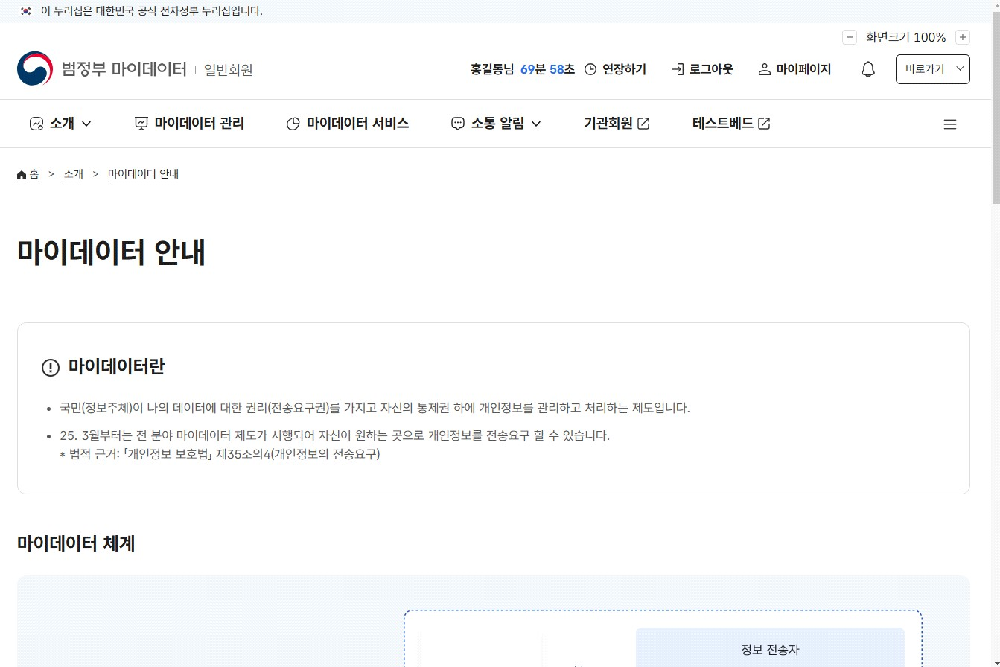 이 누리집은 대한민국 공식 전자정부 누리집입니다.
화면크기 100%
범정부 마이데이터 일반회원
홍길동님 69분 58초 연장하기 로그아웃 마이페이지 바로가기
소개 마이데이터 관리 마이데이터 서비스 소통 알림 기관회원 테스트베드
홈 > 소개 > 마이데이터 안내
마이데이터 안내
마이데이터란
• 국민(정보주체)이 나의 데이터에 대한 권리(전송요구권)를 가지고 자신의 통제권 하에 개인정보를 관리하고 처리하는 제도입니다.
• 25. 3월부터는 전 분야 마이데이터 제도가 시행되어 자신이 원하는 곳으로 개인정보를 전송요구 할 수 있습니다.
* 법적 근거: 「개인정보 보호법」 제35조의4(개인정보의 전송요구)
마이데이터 체계
정보 전송자